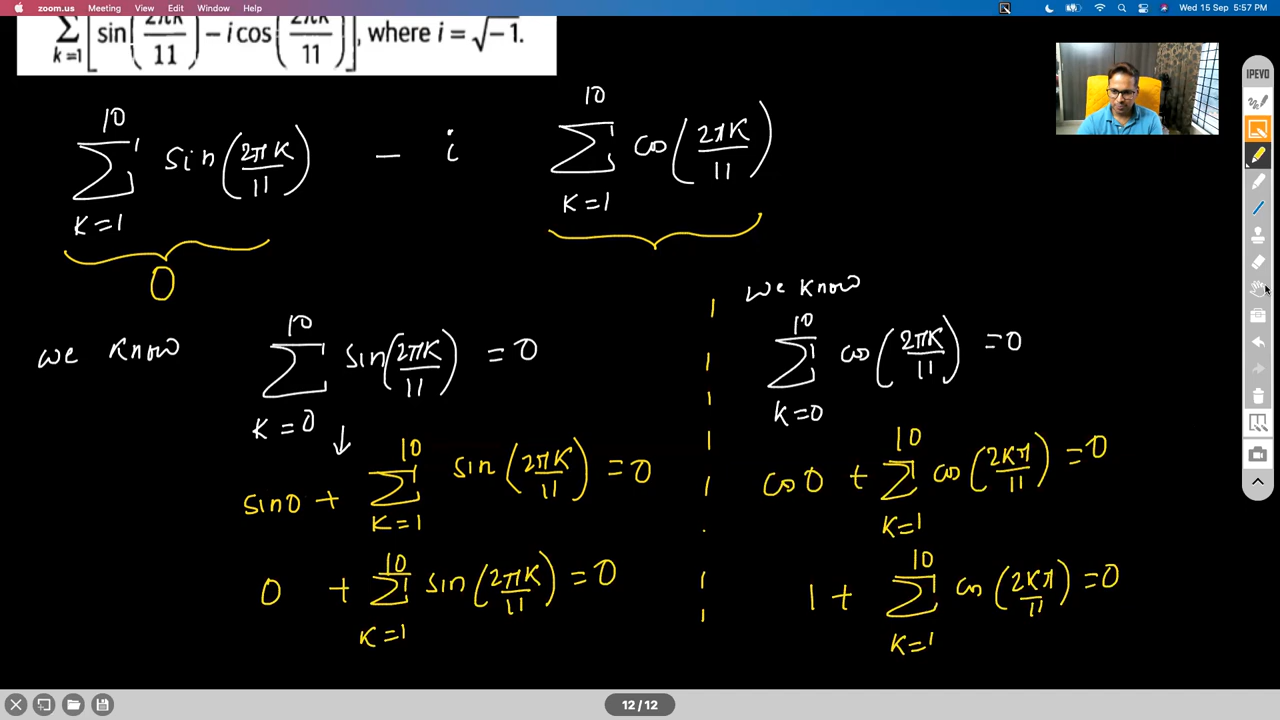 zoom.us Meeting View Edit Window Help Wed 15 Sep 5:57 PM
∑ k=1 [sin(2πk/11) – i cos(2πk/11)], where i = √−1.
10 ∑ K=1 sin(2πK/11) − i 10 ∑ K=1 cos(2πK/11)
0
we know 10 ∑ K=0 sin(2πK/11) = 0
sin0 + 10 ∑ K=1 sin(2πK/11) = 0
0 + 10 ∑ K=1 sin(2πK/11) = 0
we know
10 ∑ K=0 cos(2πK/11) = 0
cos0 + 10 ∑ K=1 cos(2Kπ/11) = 0
1 + 10 ∑ K=1 cos(2Kπ/11) = 0
IPEVO
12 / 12